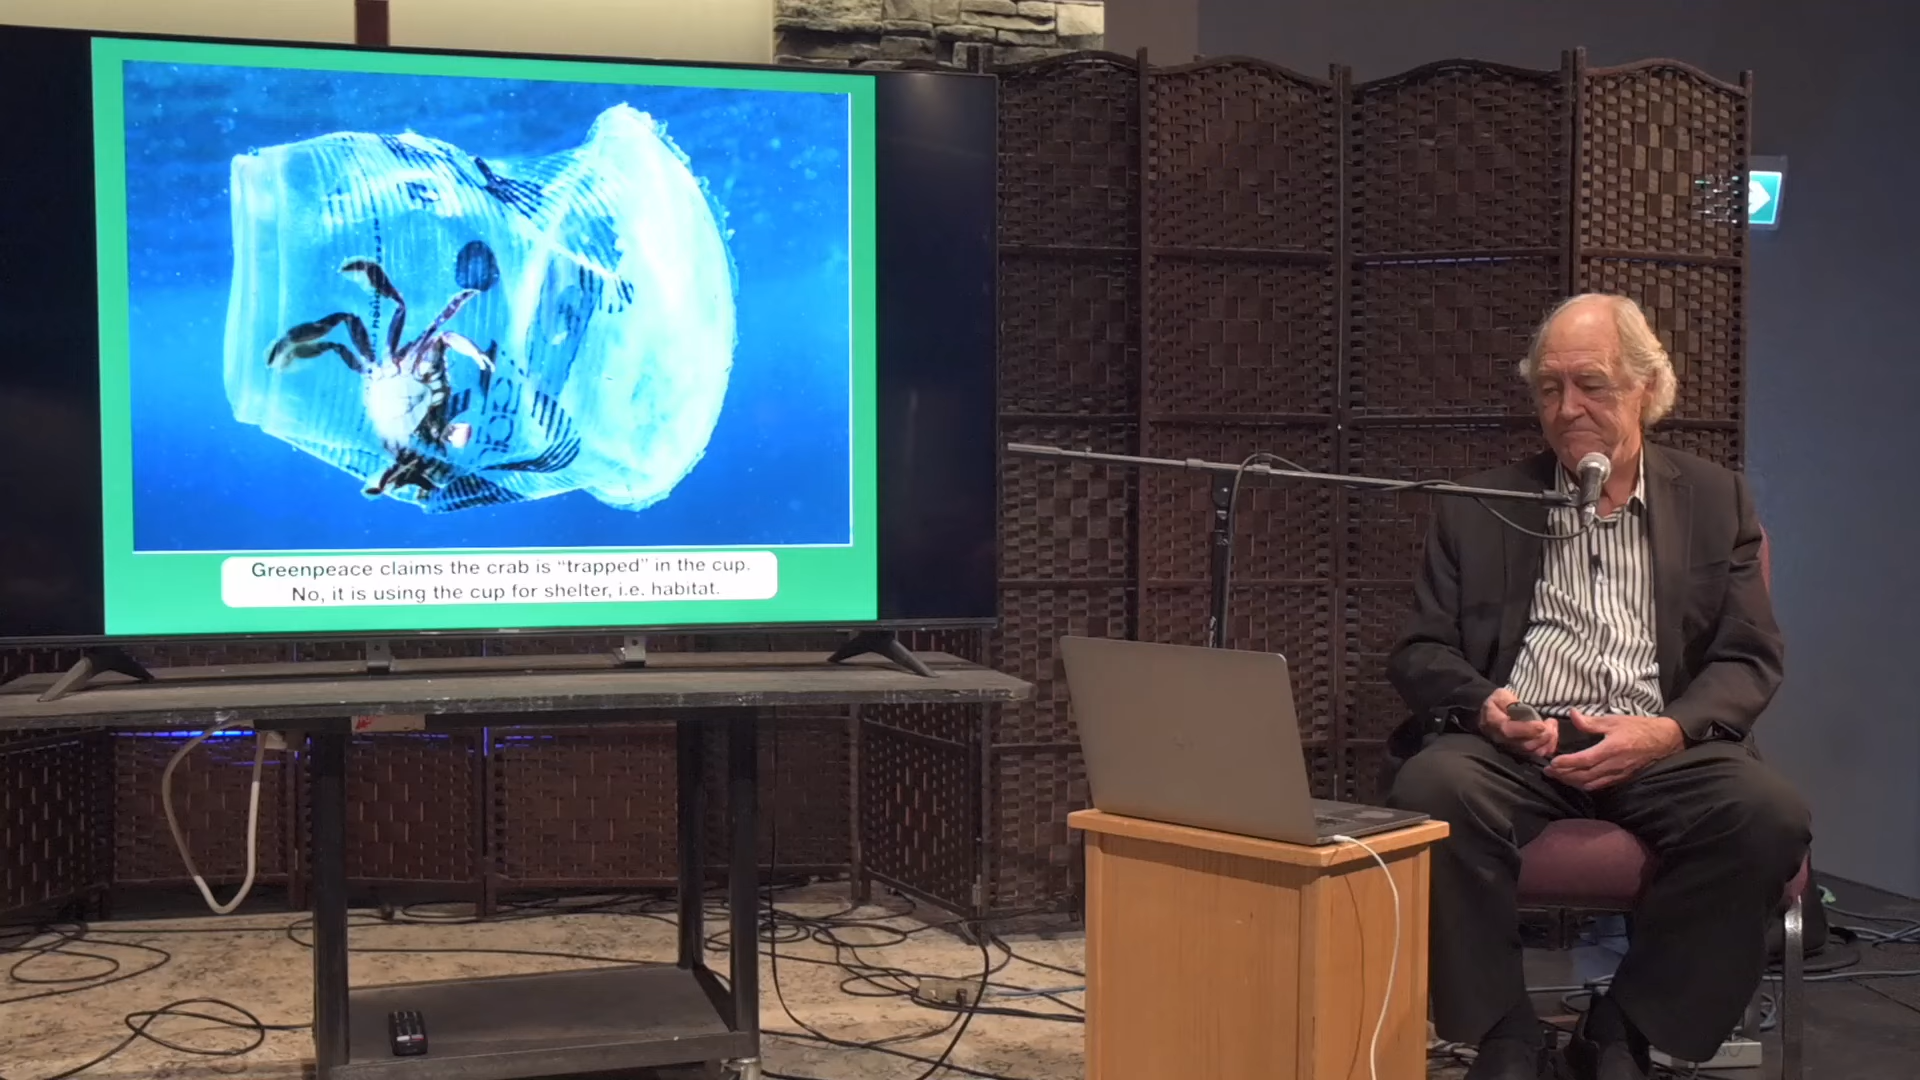 Greenpeace claims the crab is “trapped” in the cup.
No, it is using the cup for shelter, i.e. habitat.